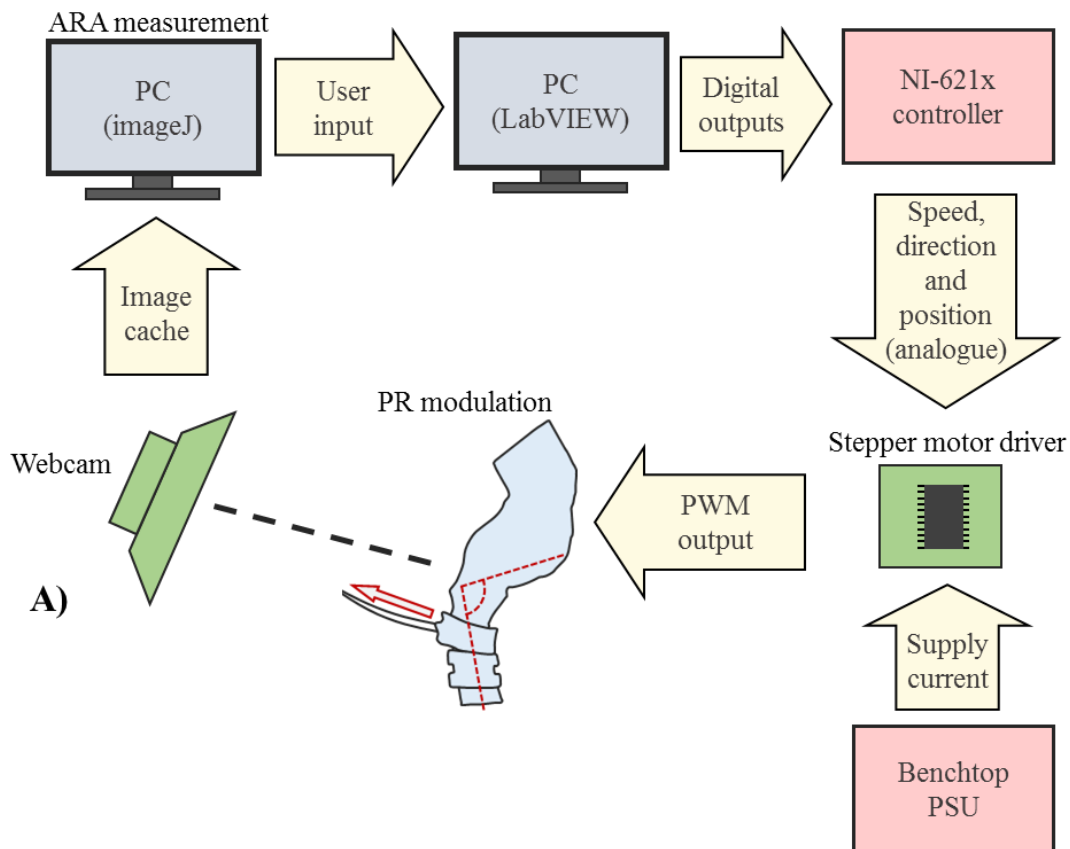 ARA measurement
PC
(imageJ)
User
input
PC
(LabVIEW)
Digital
outputs
NI-621x
controller
Speed,
direction
and
position
(analogue)
Image
cache
PR modulation
Webcam
Stepper motor driver
PWM
output
A)
Supply
current
Benchtop
PSU